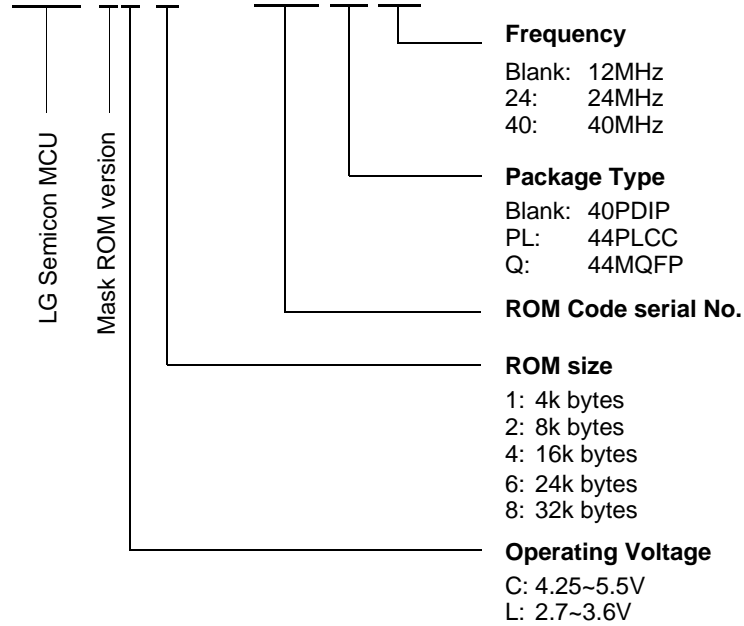 Frequency
Blank: 12MHz
24: 24MHz
40: 40MHz
Package Type
Blank: 40PDIP
PL: 44PLCC
Q: 44MQFP
ROM Code serial No.
ROM size
1: 4k bytes
2: 8k bytes
4: 16k bytes
6: 24k bytes
8: 32k bytes
Operating Voltage
C: 4.25~5.5V
L: 2.7~3.6V
LG Semicon MCU
Mask ROM version